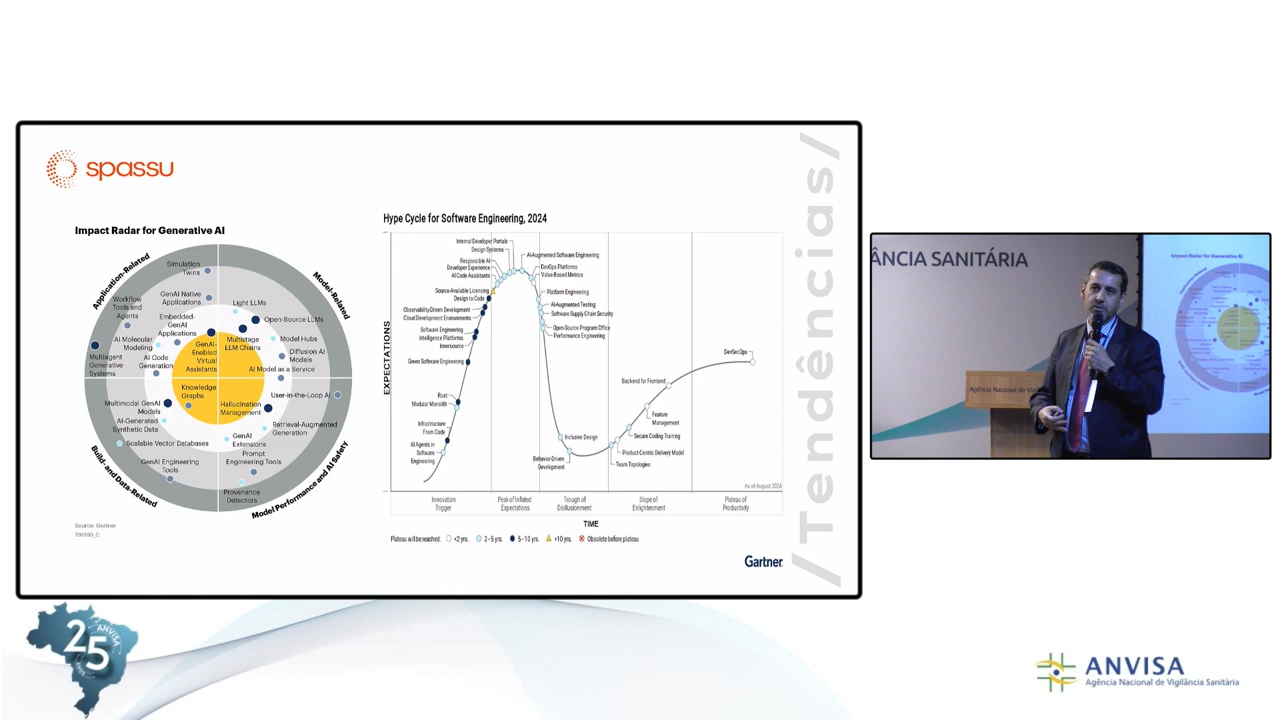 spassu
/Tendências/
Impact Radar for Generative AI
Application-Related
Model-Related
Build- and Data-Related
Model Performance and AI Safety
Simulation
Twins
GenAI Native
Applications
Workflow
Tools and
Agents
Embedded-
GenAI
Applications
AI Molecular
Modeling
Multiagent
Generative
Systems
AI Code
Generation
GenAI-
Enabled
Virtual
Assistants
Light LLMs
Open-Source LLMs
Multistage
LLM Chains
Model Hubs
Diffusion AI
Models
AI Model as a Service
Knowledge
Graphs
Multimodal GenAI
Models
AI-Generated
Synthetic Data
Scalable Vector Databases
GenAI Engineering
Tools
User-in-the-Loop AI
Hallucination
Management
Retrieval-Augmented
Generation
GenAI
Extensions
Prompt
Engineering Tools
Provenance
Detectors
Source: Gartner
Hype Cycle for Software Engineering, 2024
EXPECTATIONS
Internal Developer Portals
Design Systems
Responsible AI
Developer Experience
AI Code Assistants
Source-Available Licensing
Design to Code
Observability-Driven Development
Cloud Development Environments
Software Engineering
Intelligence Platforms
Innersource
Green Software Engineering
Rust
Modular Monolith
Infrastructure
From Code
AI Agents in
Software
Engineering
AI-Augmented Software Engineering
DevOps Platforms
Value-Based Metrics
Platform Engineering
AI-Augmented Testing
Software Supply Chain Security
Open-Source Program Office
Performance Engineering
Inclusive Design
Behavior-Driven
Development
Team Topologies
Product-Centric Delivery Model
Secure Coding Training
Feature
Management
Backend for Frontend
DevSecOps
As of August 2024
Innovation
Trigger
Peak of Inflated
Expectations
Trough of
Disillusionment
Slope of
Enlightenment
Plateau of
Productivity
TIME
Plateau will be reached: <2 yrs. 2-5 yrs. 5-10 yrs. >10 yrs. Obsolete before plateau
Gartner
ÂNCIA SANITÁRIA
Impact Radar for Generative AI
Agência Nacional de Vi
25
ANVISA
ANVISA
Agência Nacional de Vigilância Sanitária